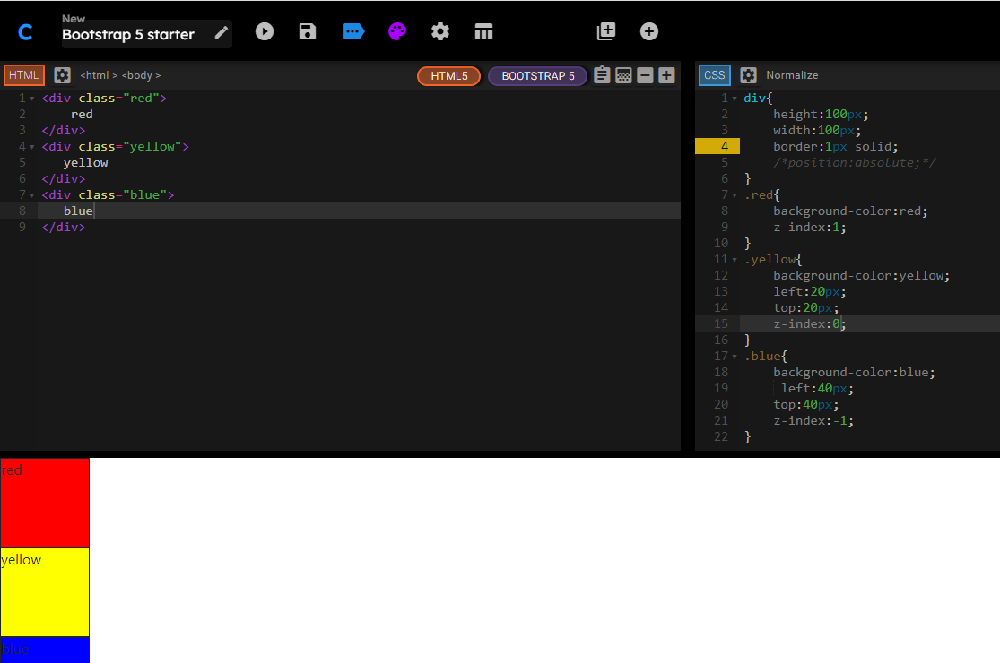 New
Bootstrap 5 starter
HTML
<html > <body >
HTML5
BOOTSTRAP 5
1 <div class="red">
2 red
3 </div>
4 <div class="yellow">
5 yellow
6 </div>
7 <div class="blue">
8 blue
9 </div>
CSS
Normalize
1 div{
2 height:100px;
3 width:100px;
4 border:1px solid;
5 /*position:absolute;*/
6 }
7 .red{
8 background-color:red;
9 z-index:1;
10 }
11 .yellow{
12 background-color:yellow;
13 left:20px;
14 top:20px;
15 z-index:0;
16 }
17 .blue{
18 background-color:blue;
19 left:40px;
20 top:40px;
21 z-index:-1;
22 }
red
yellow
blue